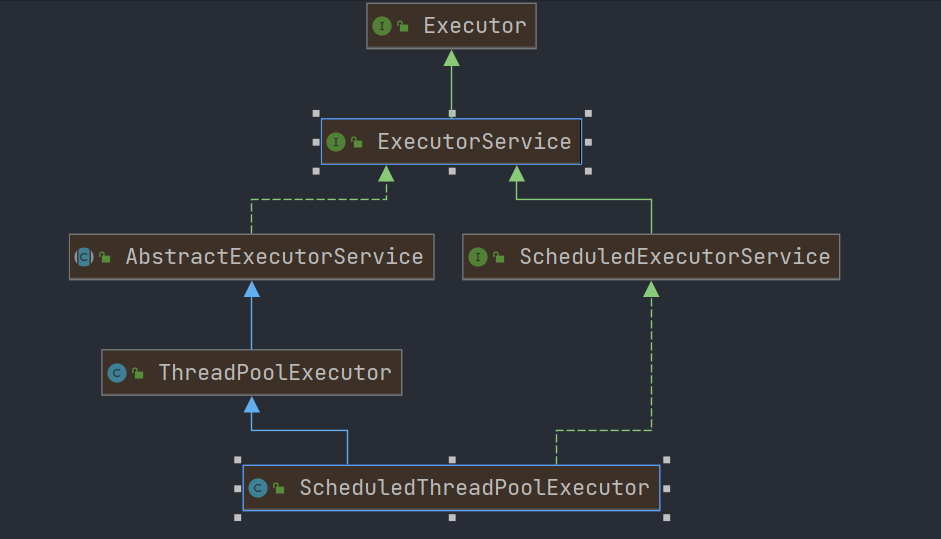 I Executor
I ExecutorService
C AbstractExecutorService
I ScheduledExecutorService
C ThreadPoolExecutor
C ScheduledThreadPoolExecutor